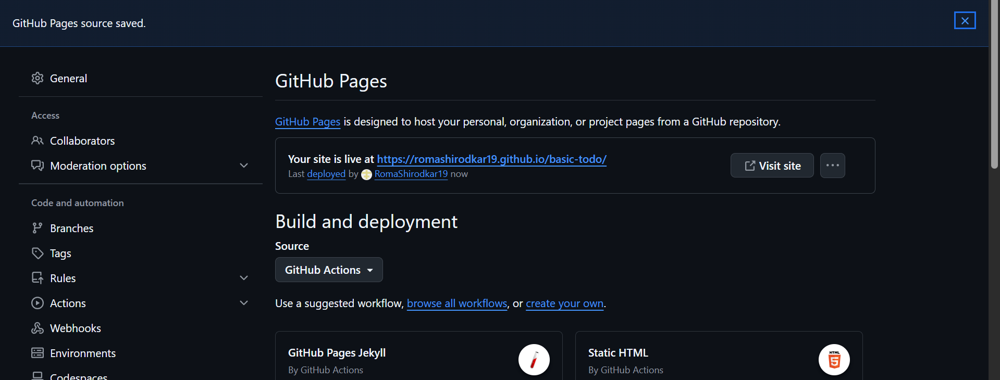 GitHub Pages source saved.
General
Access
Collaborators
Moderation options
Code and automation
Branches
Tags
Rules
Actions
Webhooks
Environments
Codespaces
GitHub Pages
GitHub Pages is designed to host your personal, organization, or project pages from a GitHub repository.
Your site is live at https://romashirodkar19.github.io/basic-todo/
Last deployed by RomaShirodkar19 now
Visit site
Build and deployment
Source
GitHub Actions
Use a suggested workflow, browse all workflows, or create your own.
GitHub Pages Jekyll
By GitHub Actions
Static HTML
By GitHub Actions
HTML
5